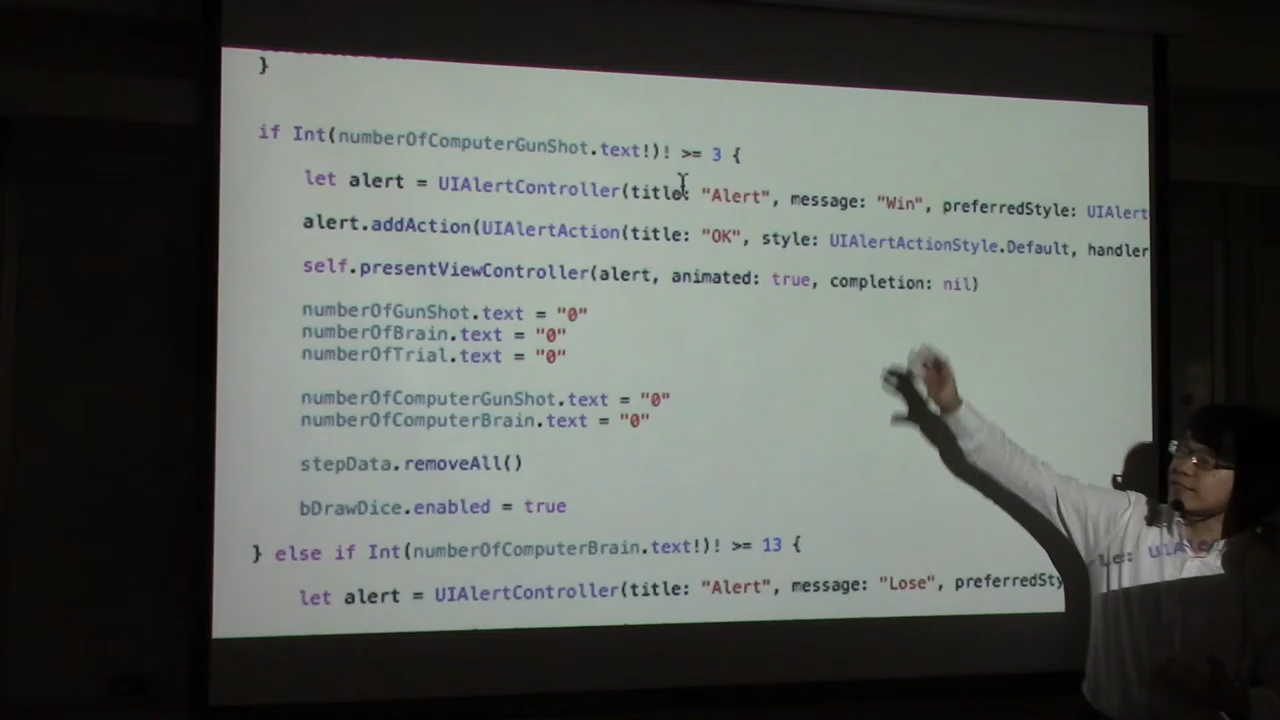 }
if Int(numberOfComputerGunShot.text!)! >= 3 {
let alert = UIAlertController(title: "Alert", message: "Win", preferredStyle: UIAlert
alert.addAction(UIAlertAction(title: "OK", style: UIAlertActionStyle.Default, handler
self.presentViewController(alert, animated: true, completion: nil)
numberOfGunShot.text = "0"
numberOfBrain.text = "0"
numberOfTrial.text = "0"
numberOfComputerGunShot.text = "0"
numberOfComputerBrain.text = "0"
stepData.removeAll()
bDrawDice.enabled = true
} else if Int(numberOfComputerBrain.text!)! >= 13 {
let alert = UIAlertController(title: "Alert", message: "Lose", preferredSty